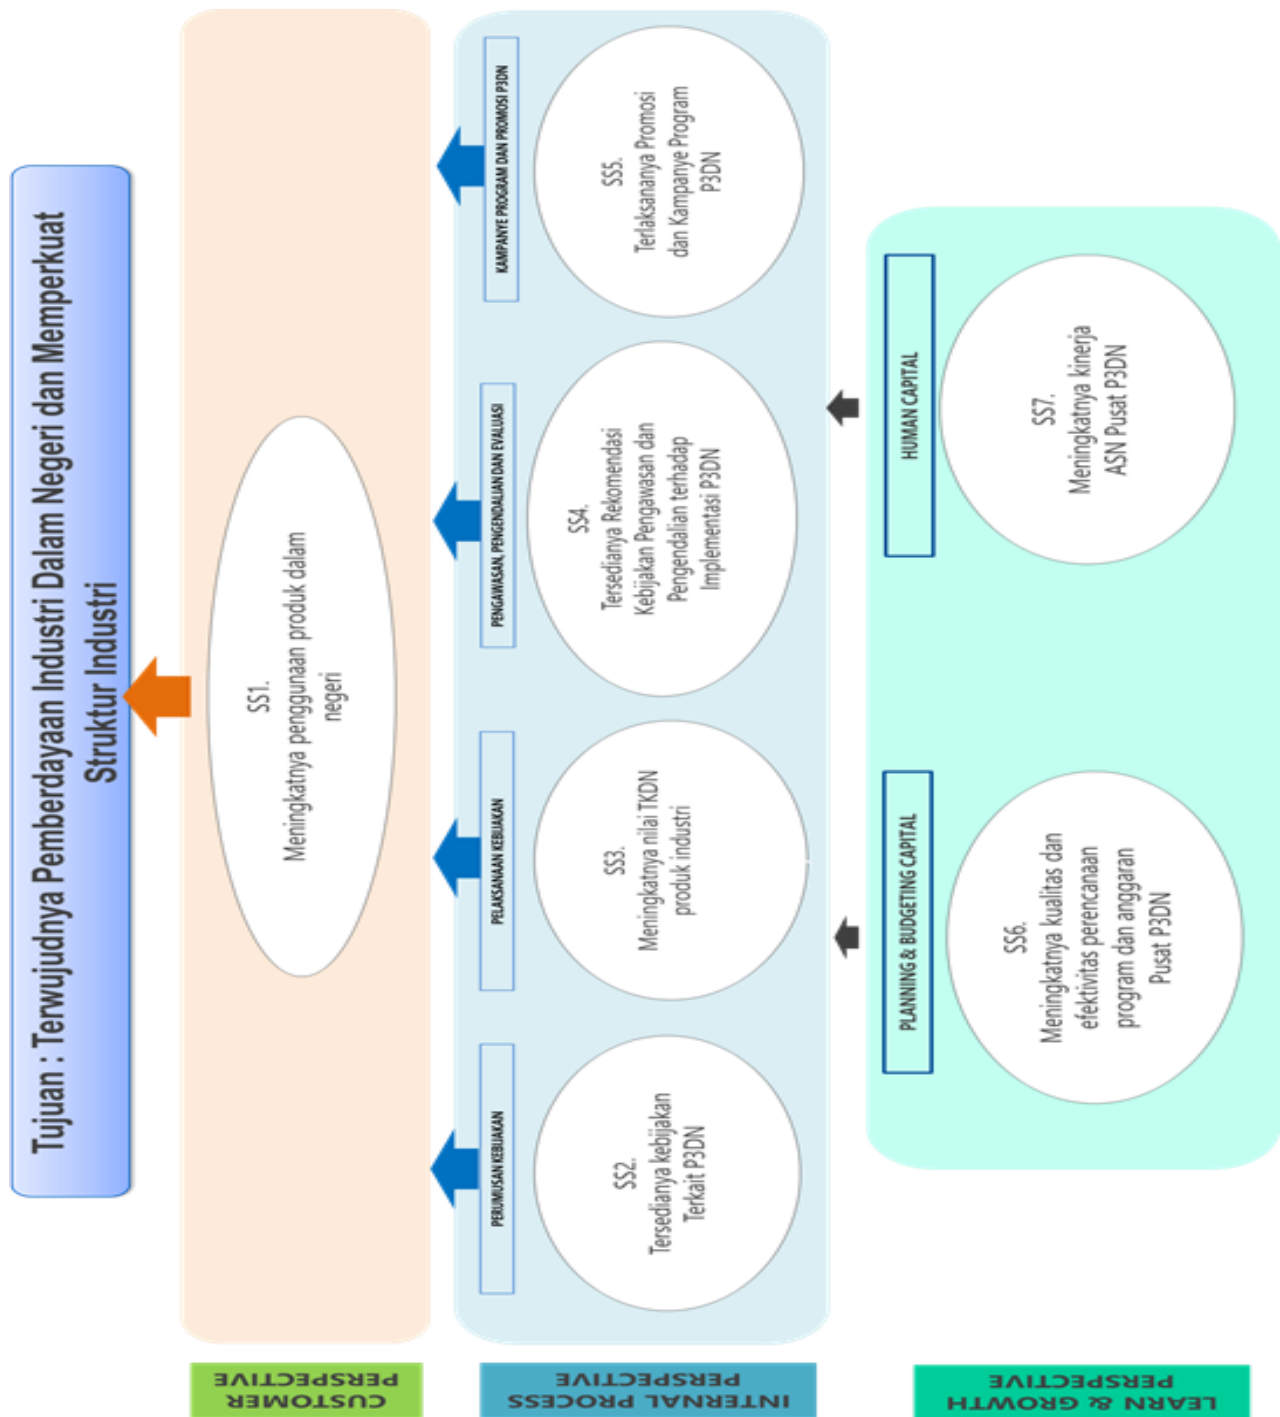 Tujuan : Terwujudnya Pemberdayaan Industri Dalam Negeri dan Memperkuat
Struktur Industri
CUSTOMER
PERSPECTIVE
SS1.
Meningkatnya penggunaan produk dalam
negeri
INTERNAL PROCESS
PERSPECTIVE
PERUMUSAN KEBIJAKAN
SS2.
Tersedianya kebijakan
Terkait P3DN
PELAKSANAAN KEBIJAKAN
SS3.
Meningkatnya nilai TKDN
produk industri
PENGAWASAN, PENGENDALIAN DAN EVALUASI
SS4.
Tersedianya Rekomendasi
Kebijakan Pengawasan dan
Pengendalian terhadap
Implementasi P3DN
KAMPANYE PROGRAM DAN PROMOSI P3DN
SS5.
Terlaksananya Promosi
dan Kampanye Program
P3DN
LEARN & GROWTH
PERSPECTIVE
PLANNING & BUDGETING CAPITAL
SS6.
Meningkatnya kualitas dan
efektivitas perencanaan
program dan anggaran
Pusat P3DN
HUMAN CAPITAL
SS7.
Meningkatnya kinerja
ASN Pusat P3DN